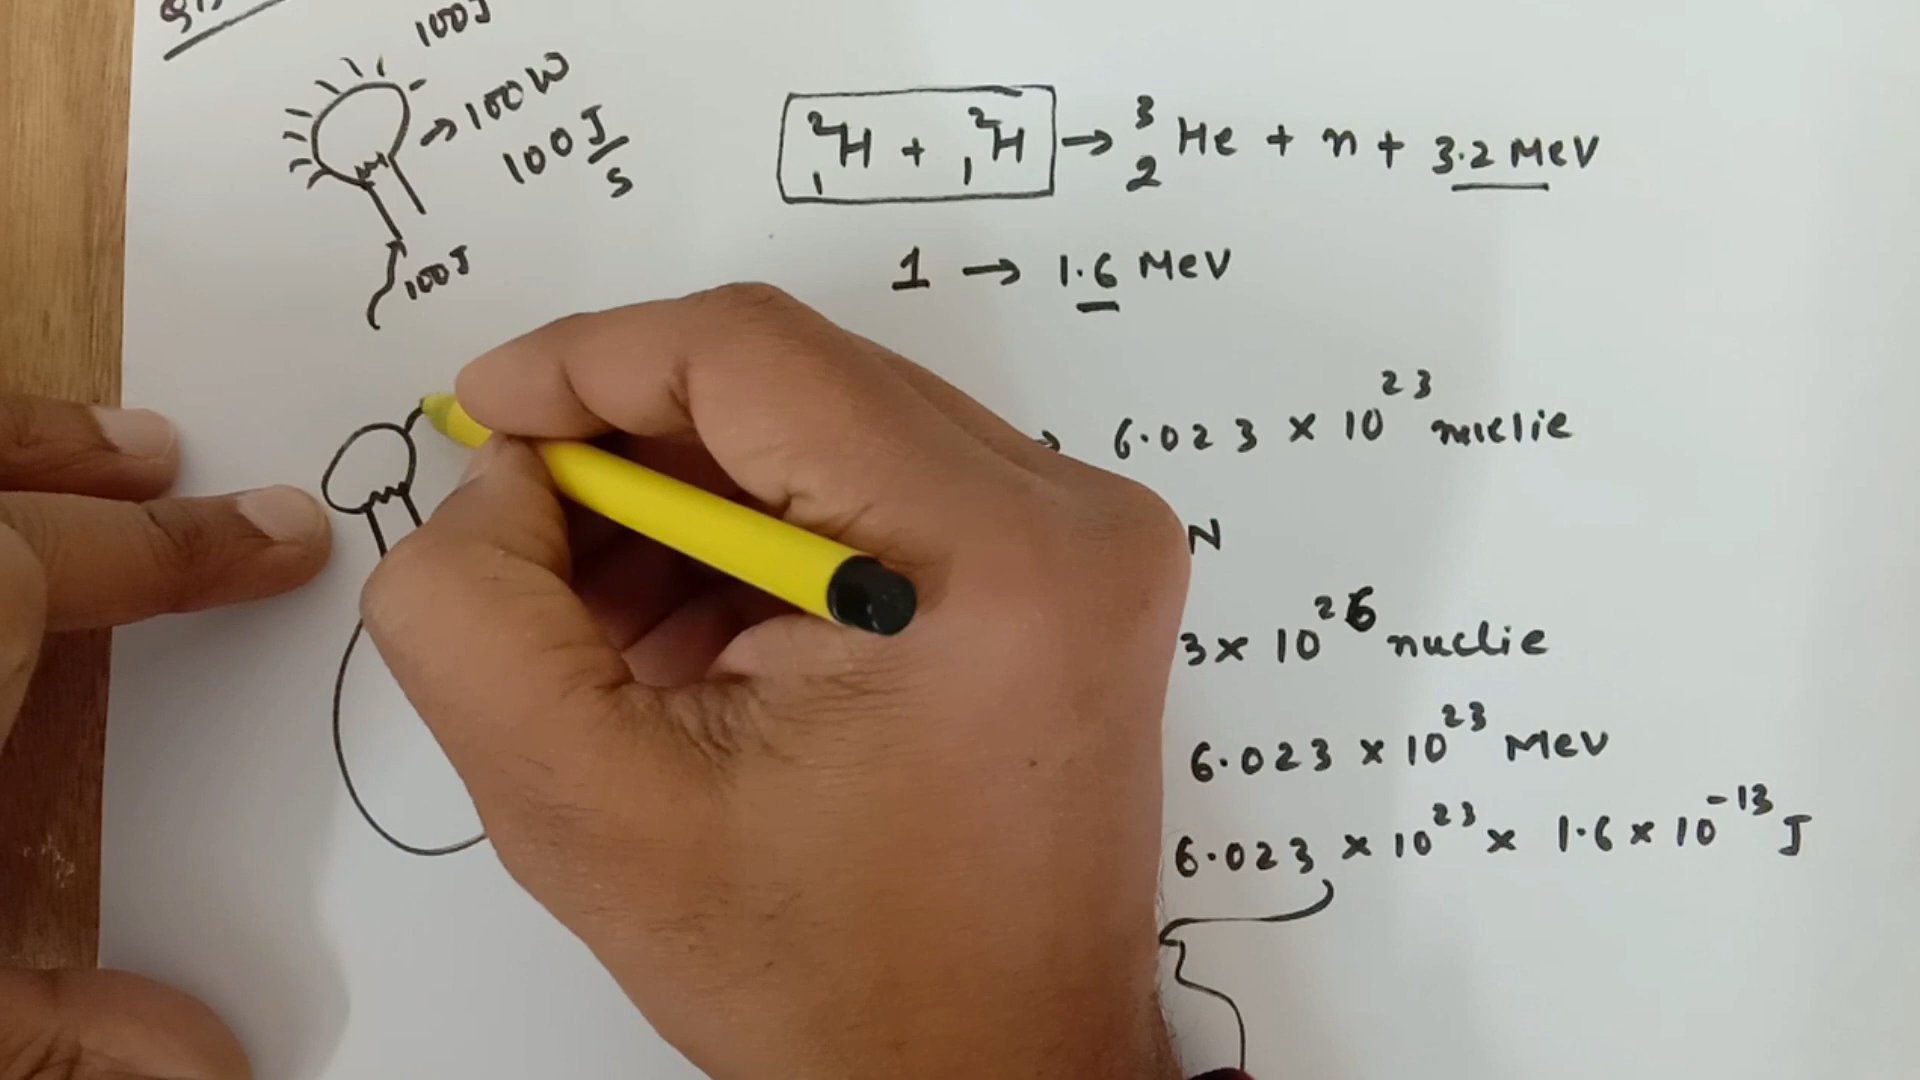 100J
→ 100W
100 J/s
100J
²₁H + ²₁H → ³₂He + n + 3.2 MeV
1 → 1.6 MeV
→ 6.023 × 10²³ nuclie
N
3 × 10²⁶ nuclie
6.023 × 10²³ MeV
6.023 × 10²³ × 1.6 × 10⁻¹³ J